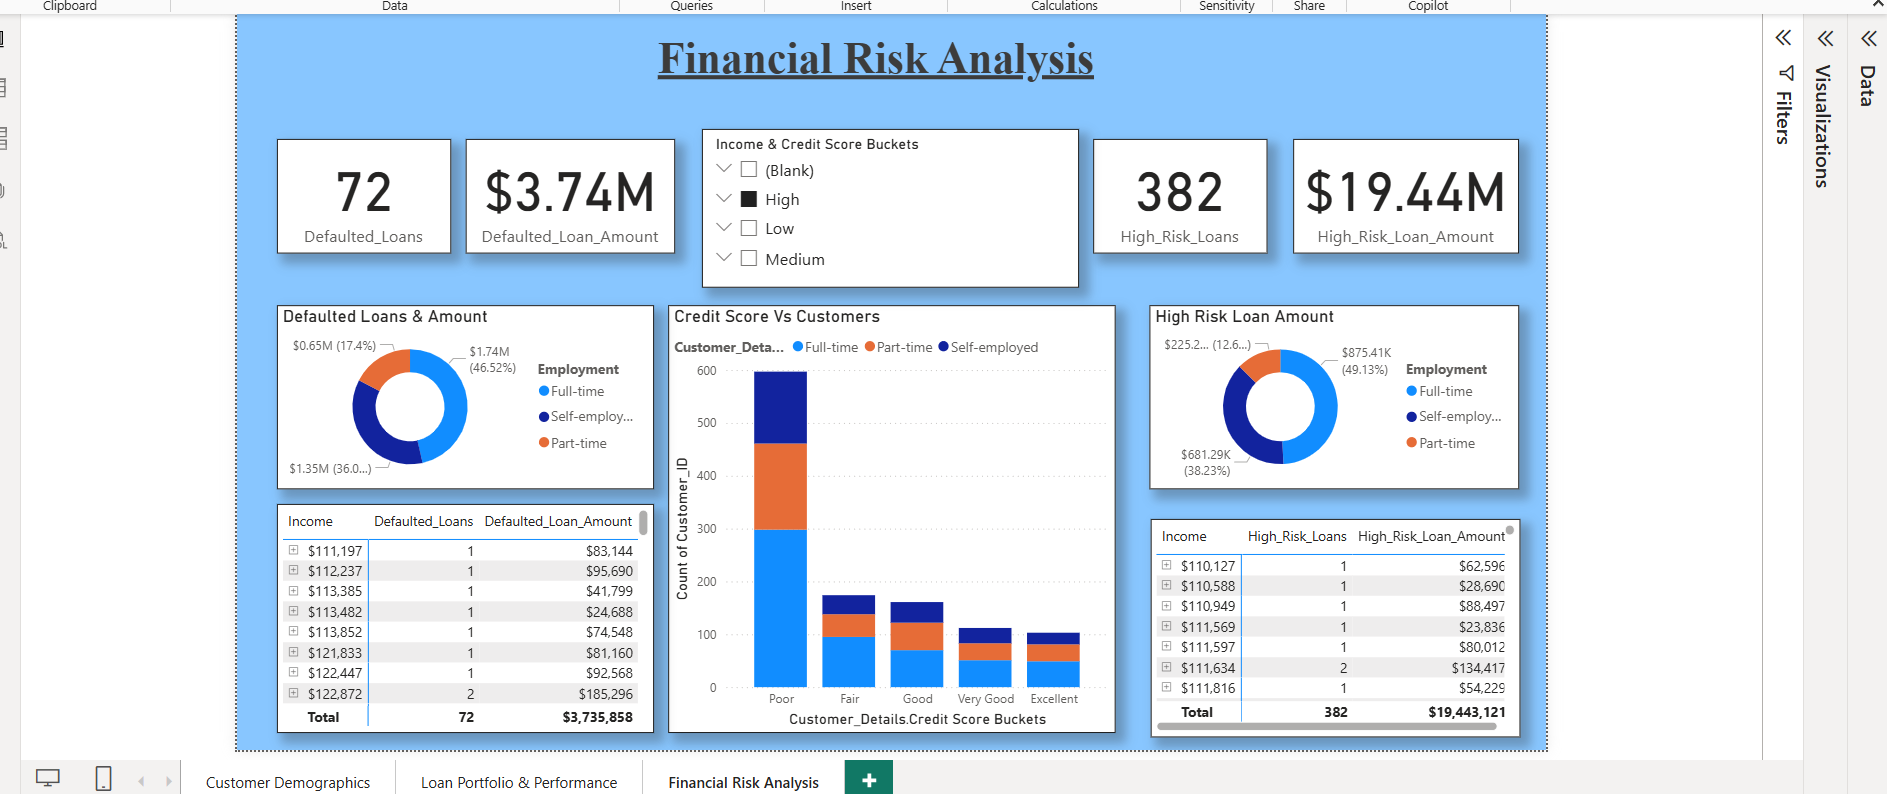 Clipboard
Data
Queries
Insert
Calculations
Sensitivity
Share
Copilot
Financial Risk Analysis
72
Defaulted_Loans
$3.74M
Defaulted_Loan_Amount
Income & Credit Score Buckets
(Blank)
High
Low
Medium
382
High_Risk_Loans
$19.44M
High_Risk_Loan_Amount
Defaulted Loans & Amount
$0.65M (17.4%)
$1.74M
(46.52%)
$1.35M (36.0...)
Employment
Full-time
Self-employ...
Part-time
Credit Score Vs Customers
Customer_Deta... Full-time Part-time Self-employed
600
500
400
300
200
100
0
Count of Customer_ID
Poor Fair Good Very Good Excellent
Customer_Details.Credit Score Buckets
High Risk Loan Amount
$225.2... (12.6...)
$875.41K
(49.13%)
$681.29K
(38.23%)
Employment
Full-time
Self-employ...
Part-time
Income Defaulted_Loans Defaulted_Loan_Amount
$111,197 1 $83,144
$112,237 1 $95,690
$113,385 1 $41,799
$113,482 1 $24,688
$113,852 1 $74,548
$121,833 1 $81,160
$122,447 1 $92,568
$122,872 2 $185,296
Total 72 $3,735,858
Income High_Risk_Loans High_Risk_Loan_Amount
$110,127 1 $62,596
$110,588 1 $28,690
$110,949 1 $88,497
$111,569 1 $23,836
$111,597 1 $80,012
$111,634 2 $134,417
$111,816 1 $54,229
Total 382 $19,443,121
Filters
Visualizations
Data
Customer Demographics
Loan Portfolio & Performance
Financial Risk Analysis